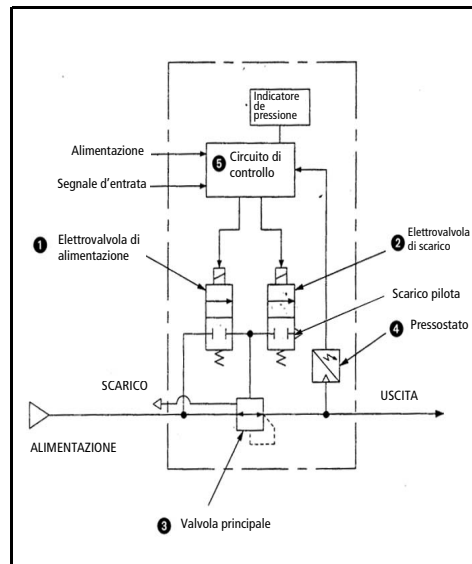 Indicatore
de
pressione
Alimentazione
5 Circuito di
controllo
Segnale d'entrata
1 Elettrovalvola di
alimentazione
2 Elettrovalvola
di scarico
Scarico pilota
4 Pressostato
SCARICO
USCITA
ALIMENTAZIONE
3 Valvola principale